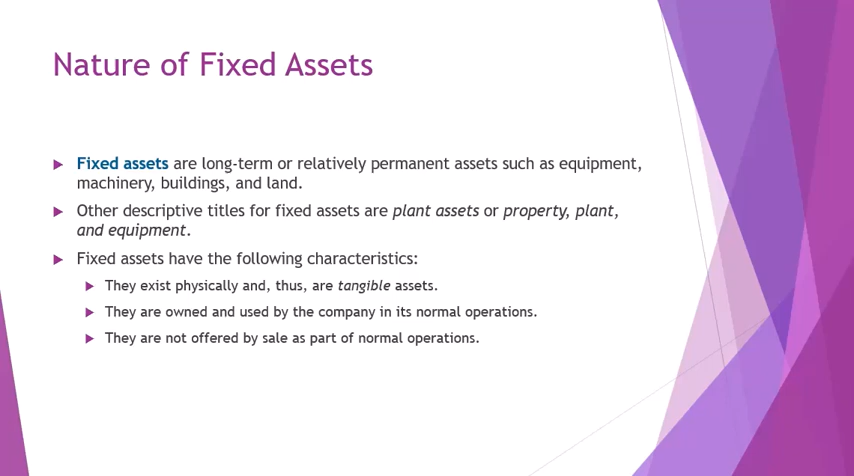 Nature of Fixed Assets
Fixed assets are long-term or relatively permanent assets such as equipment,
machinery, buildings, and land.
Other descriptive titles for fixed assets are plant assets or property, plant,
and equipment.
Fixed assets have the following characteristics:
They exist physically and, thus, are tangible assets.
They are owned and used by the company in its normal operations.
They are not offered by sale as part of normal operations.